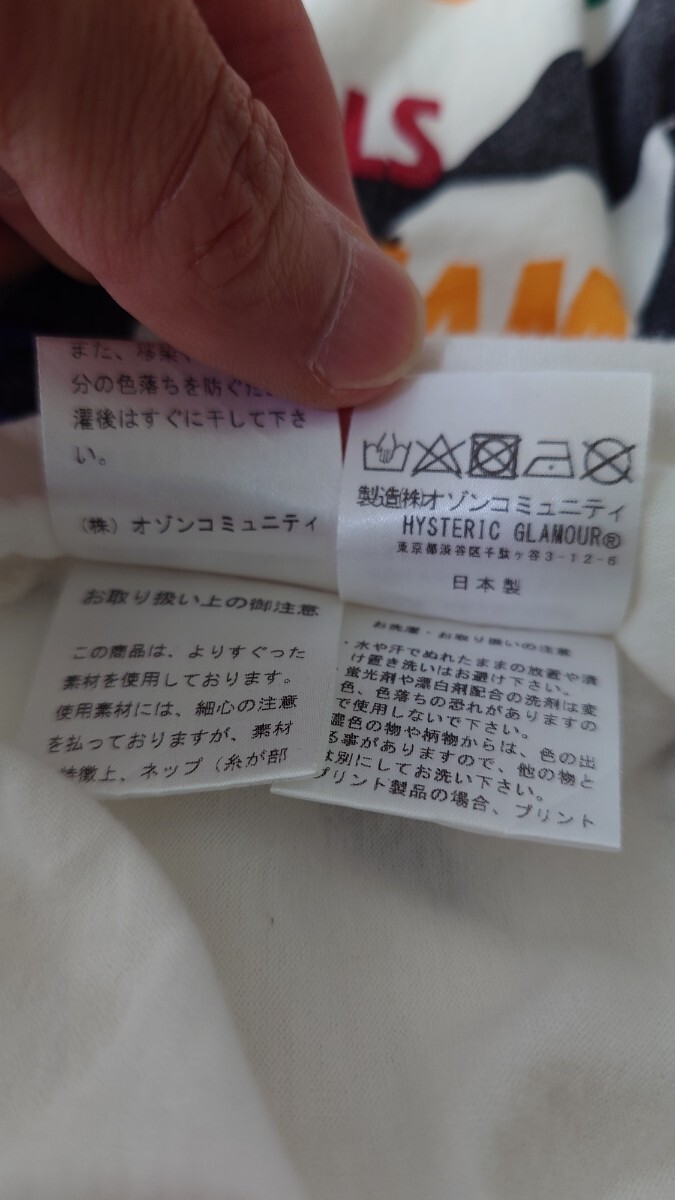 LS
また、移染
分の色落ちを防ぐた
濯後はすぐに干して下さ
い。
(株) オゾンコミュニティ
製造(株)オゾンコミュニティ
HYSTERIC GLAMOUR®
東京都渋谷区千駄ヶ谷3-12-6
日本製
お取り扱い上の御注意
この商品は、よりすぐった
素材を使用しております。
使用素材には、細心の注意
を払っておりますが、素材
特徴上、ネップ(糸が部
お洗濯・お取り扱いの注意
・水や汗でぬれたままの放置や漬
け置き洗いはお避け下さい。
蛍光剤や漂白剤配合の洗剤は変
色、色落ちの恐れがありますの
で使用しないで下さい。
濃色の物や柄物からは、色の出
る事がありますので、他の物と
は別にしてお洗い下さい。
プリント製品の場合、プリント